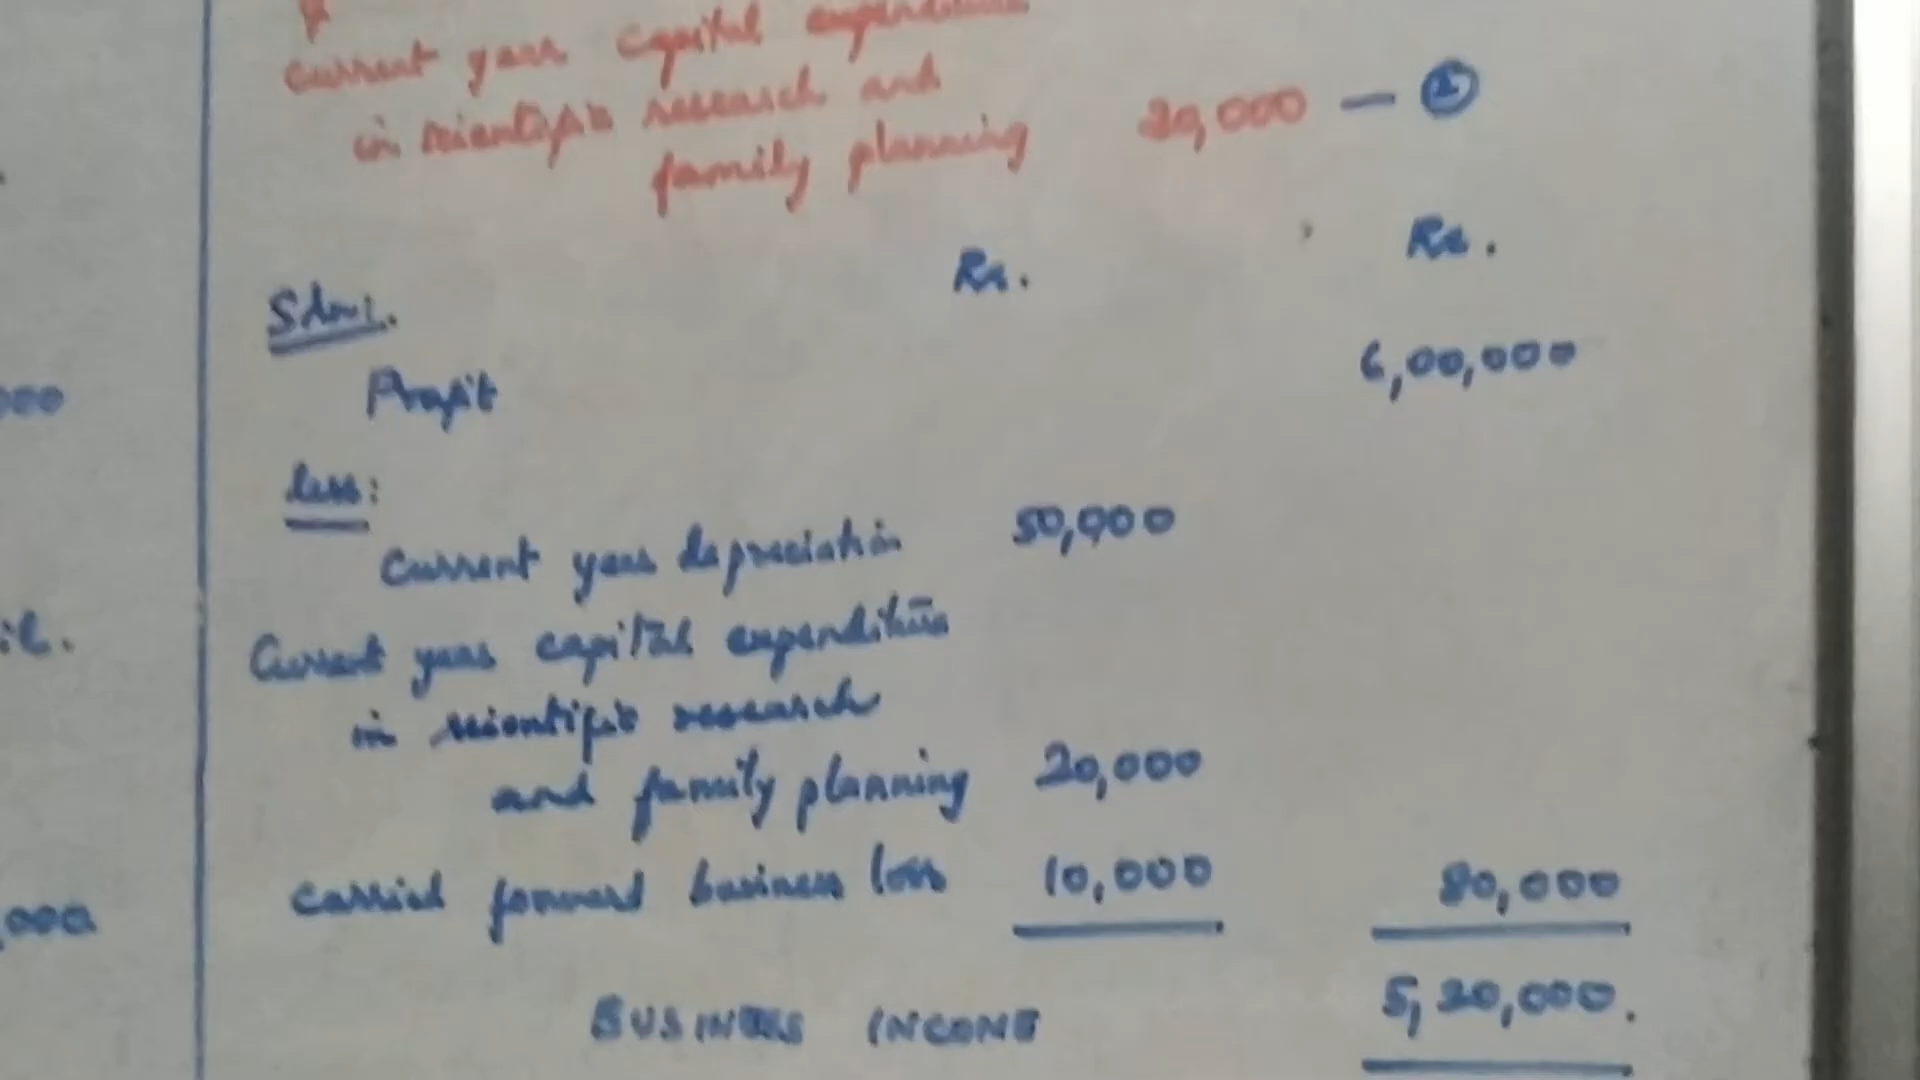 current year capital expenditure
in scientific research and
family planning 20,000 — 2
Rs. Rs.
Soln:.
Profit 6,00,000
Less:
Current year depreciation 50,000
Current year capital expenditure
in scientific research
and family planning 20,000
carried forward business loss 10,000 80,000
BUSINESS INCOME 5,20,000.
000
,000